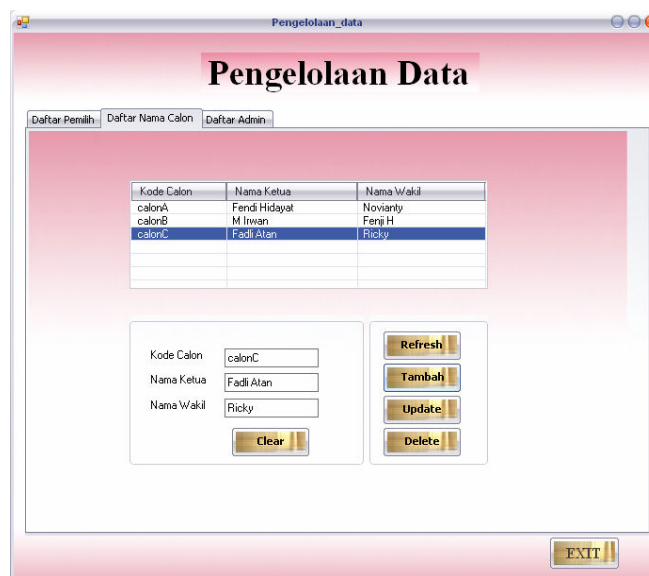 Pengelolaan_data
Pengelolaan Data
Daftar Pemilih Daftar Nama Calon Daftar Admin
Kode Calon Nama Ketua Nama Wakil
calonA Fendi Hidayat Novianty
calonB M Irwan Fenji H
calonC Fadli Atan Ricky
Kode Calon calonC
Nama Ketua Fadli Atan
Nama Wakil Ricky
Clear
Refresh
Tambah
Update
Delete
EXIT